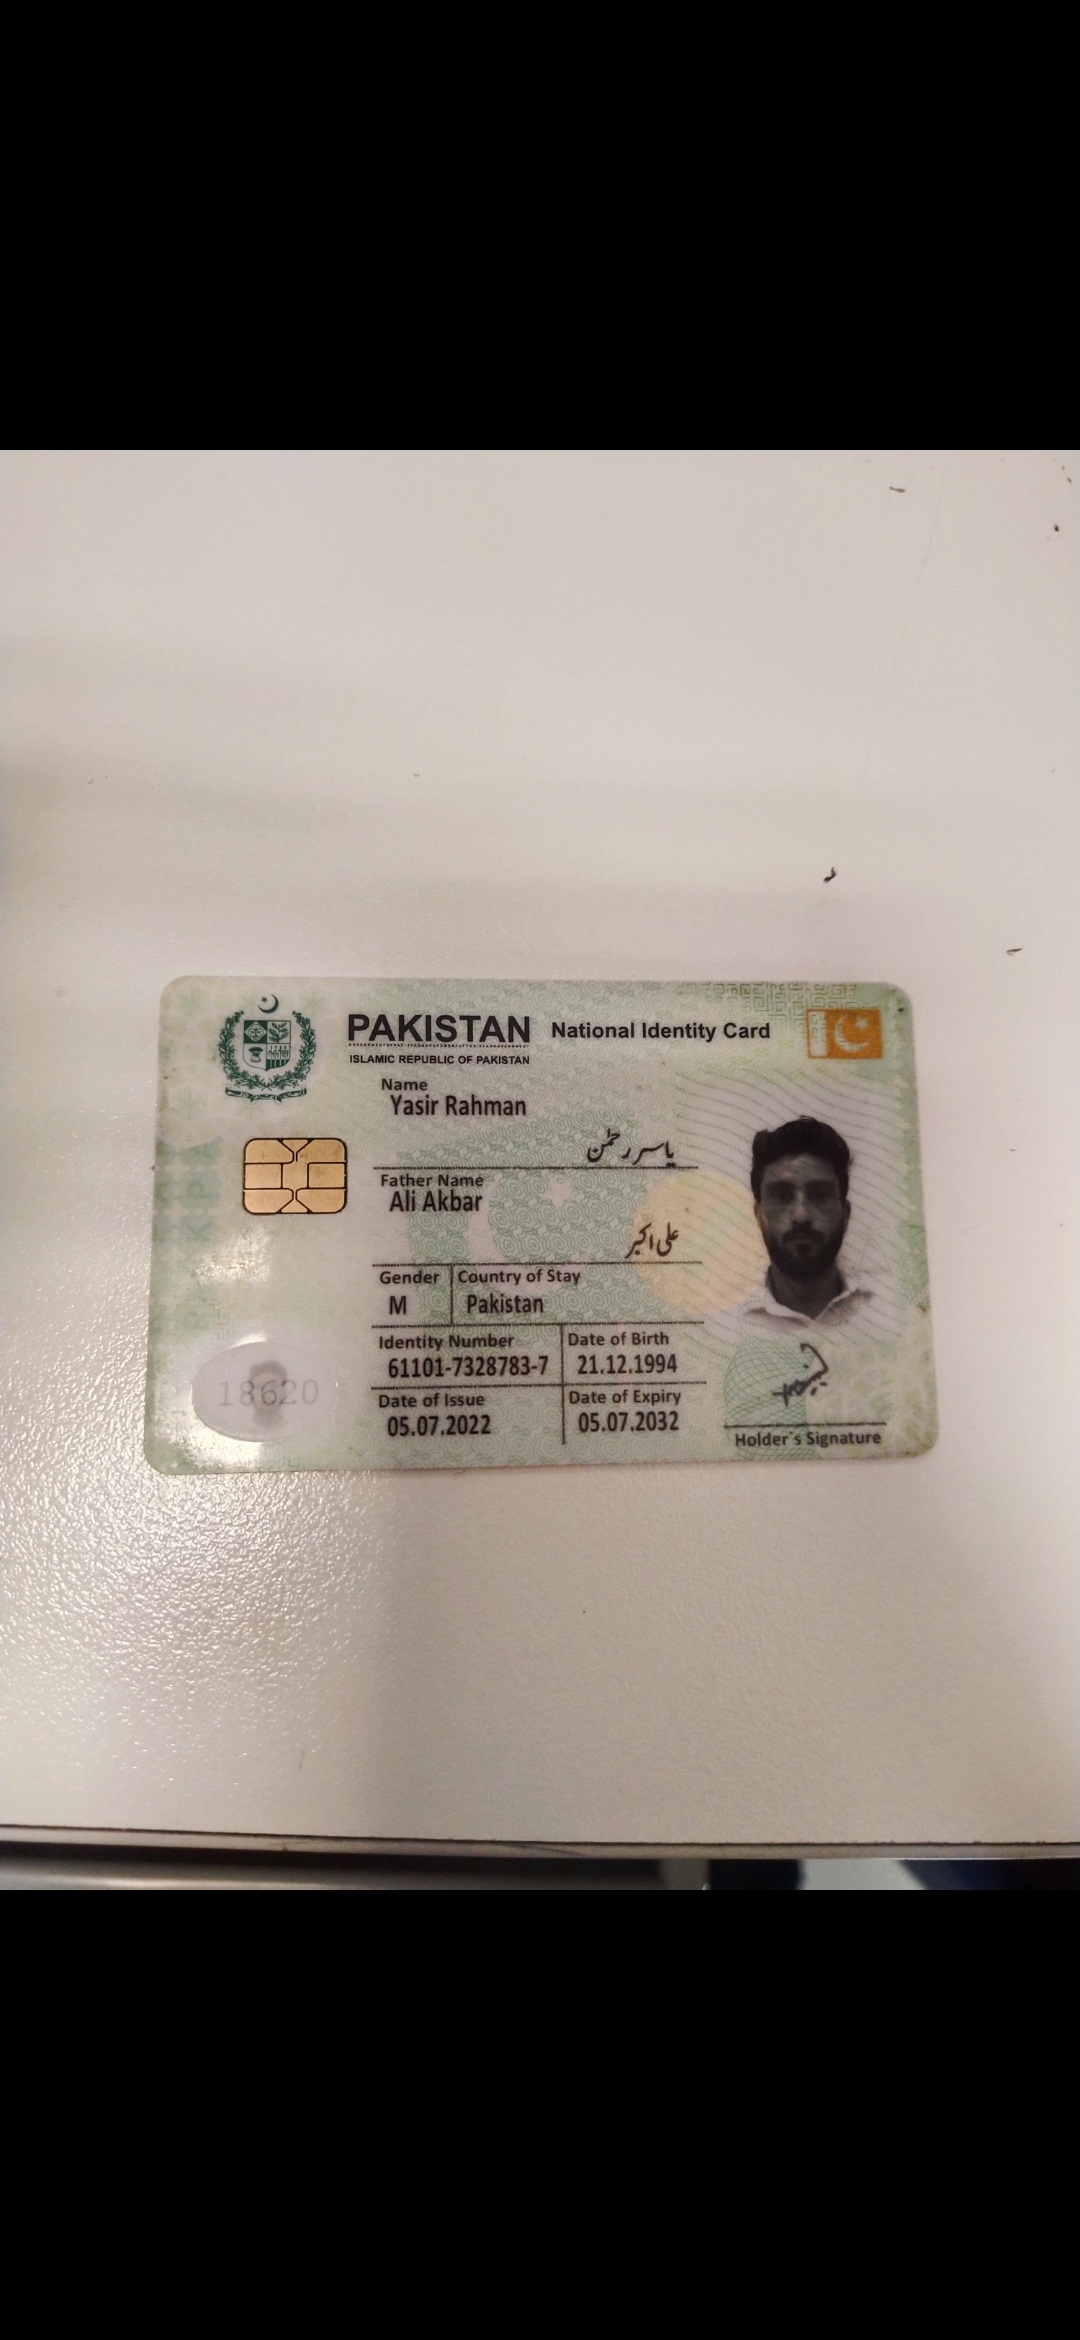 PAKISTAN National Identity Card
ISLAMIC REPUBLIC OF PAKISTAN
Name
Yasir Rahman
یاسر رحمٰن
Father Name
Ali Akbar
علی اکبر
Gender Country of Stay
M Pakistan
Identity Number Date of Birth
61101-7328783-7 21.12.1994
Date of Issue Date of Expiry
05.07.2022 05.07.2032
18620
Holder's Signature